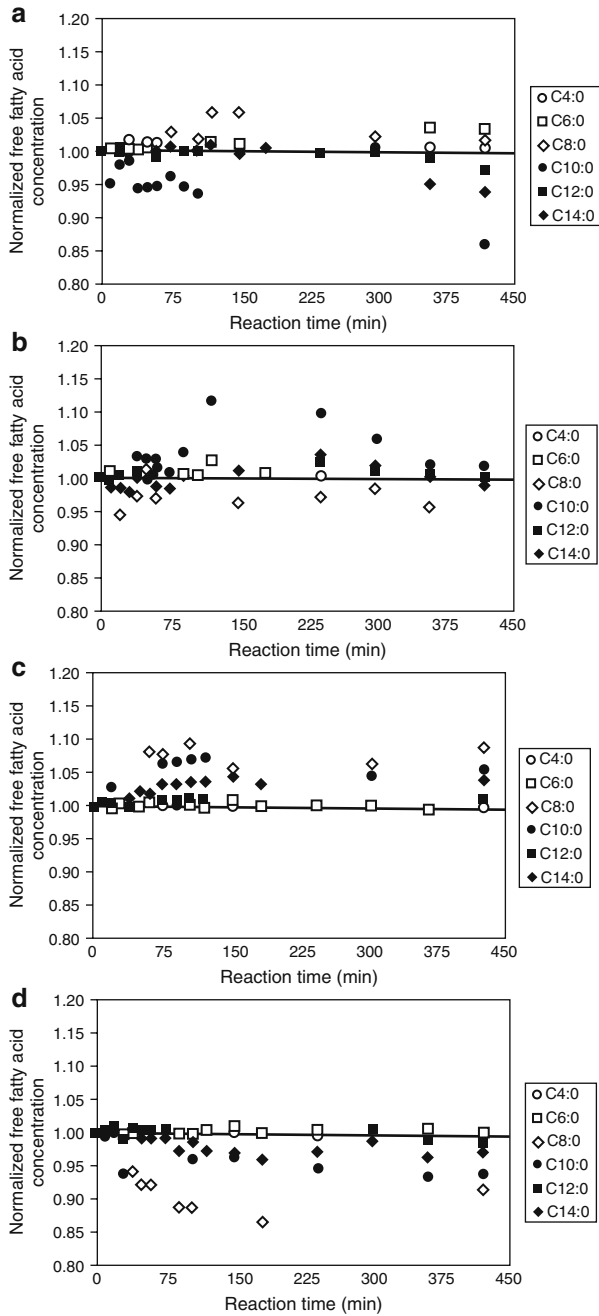 a
Normalized free fatty acid
concentration
1.20
1.15
1.10
1.05
1.00
0.95
0.90
0.85
0.80
0 75 150 225 300 375 450
Reaction time (min)
C4:0
C6:0
C8:0
C10:0
C12:0
C14:0
b
Normalized free fatty acid
concentration
1.20
1.15
1.10
1.05
1.00
0.95
0.90
0.85
0.80
0 75 150 225 300 375 450
Reaction time (min)
C4:0
C6:0
C8:0
C10:0
C12:0
C14:0
c
Normalized free fatty acid
concentration
1.20
1.15
1.10
1.05
1.00
0.95
0.90
0.85
0.80
0 75 150 225 300 375 450
Reaction time (min)
C4:0
C6:0
C8:0
C10:0
C12:0
C14:0
d
Normalized free fatty acid
concentration
1.20
1.15
1.10
1.05
1.00
0.95
0.90
0.85
0.80
0 75 150 225 300 375 450
Reaction time (min)
C4:0
C6:0
C8:0
C10:0
C12:0
C14:0